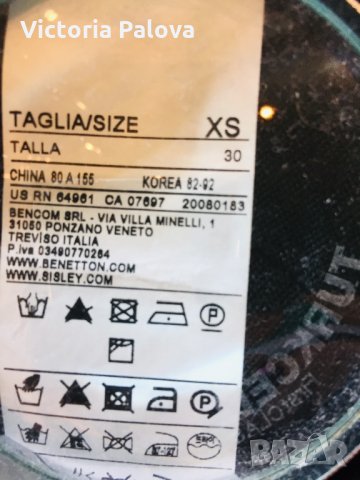 Victoria Palova
TAGLIA/SIZE XS
TALLA 30
CHINA 80 A 155 KOREA 82-92
US RN 64961 CA 07697 20080183
BENCOM SRL - VIA VILLA MINELLI, 1
31050 PONZANO VENETO
TREVISO ITALIA
P.iva 03490770264
WWW.BENETTON.COM
WWW.SISLEY.COM
BAZAR